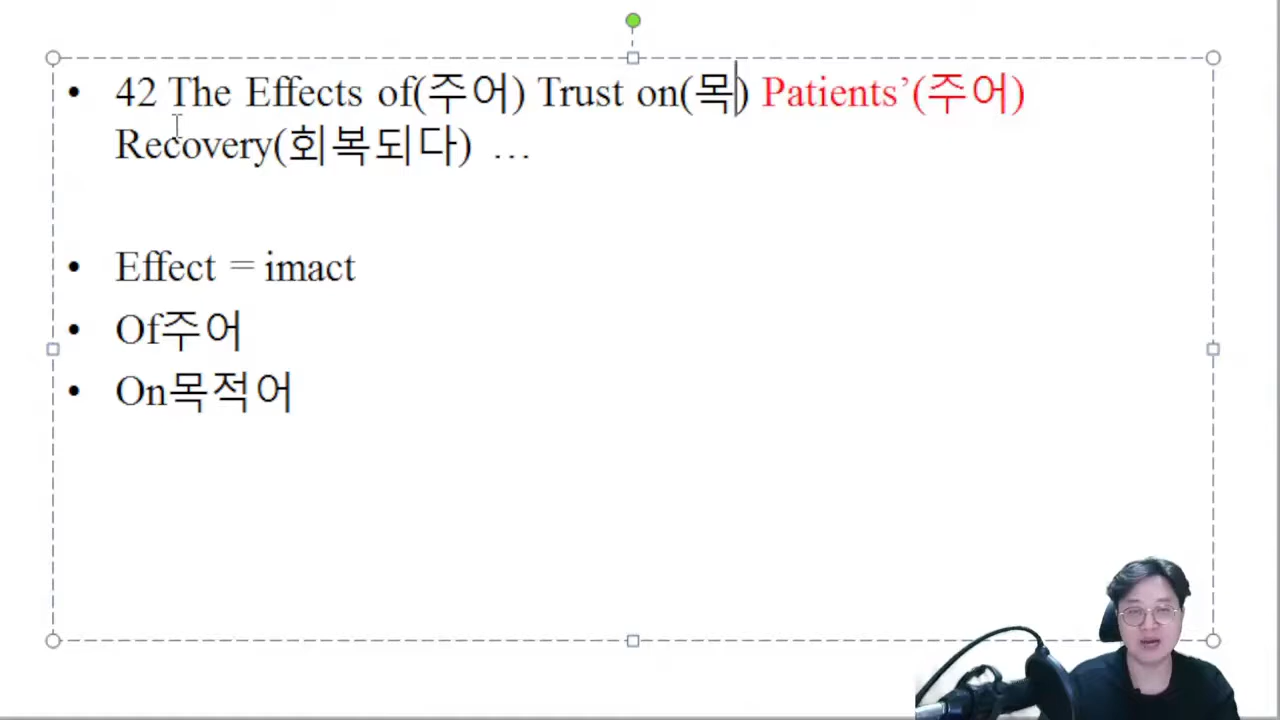 • 42 The Effects of(주어) Trust on(목) Patients’(주어)
Recovery(회복되다) …
• Effect = imact
• Of주어
• On목적어